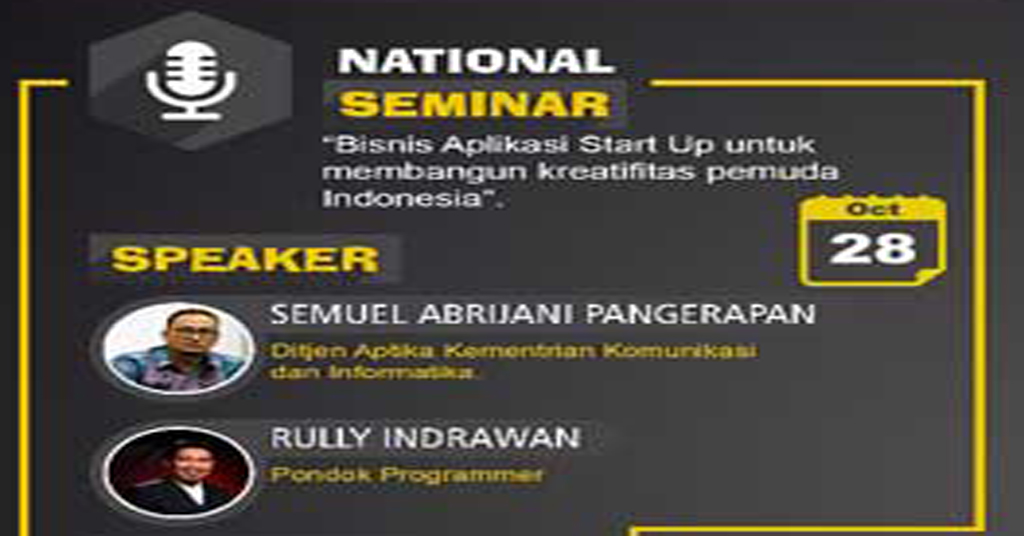 NATIONAL
SEMINAR
"Bisnis Aplikasi Start Up untuk
membangun kreatifitas pemuda
Indonesia".
Oct
28
SPEAKER
SEMUEL ABRIJANI PANGERAPAN
Ditjen Aptika Kementrian Komunikasi
dan Informatika.
RULLY INDRAWAN
Pondok Programmer